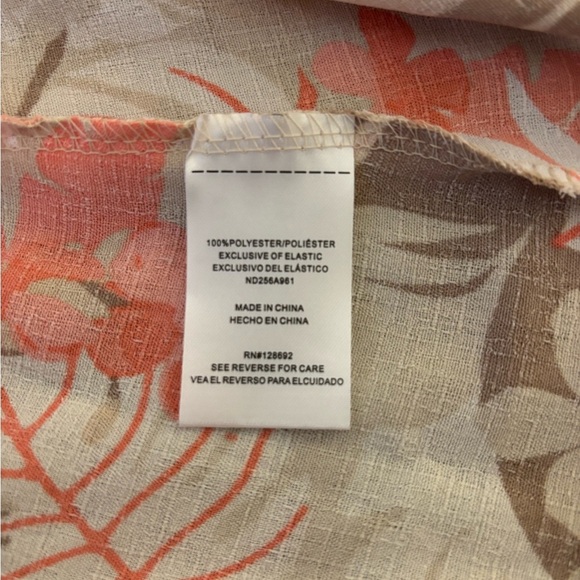 100%POLYESTER/POLIÉSTER
EXCLUSIVE OF ELASTIC
EXCLUSIVO DEL ELÁSTICO
ND256A961
MADE IN CHINA
HECHO EN CHINA
RN#128692
SEE REVERSE FOR CARE
VEA EL REVERSO PARA ELCUIDADO